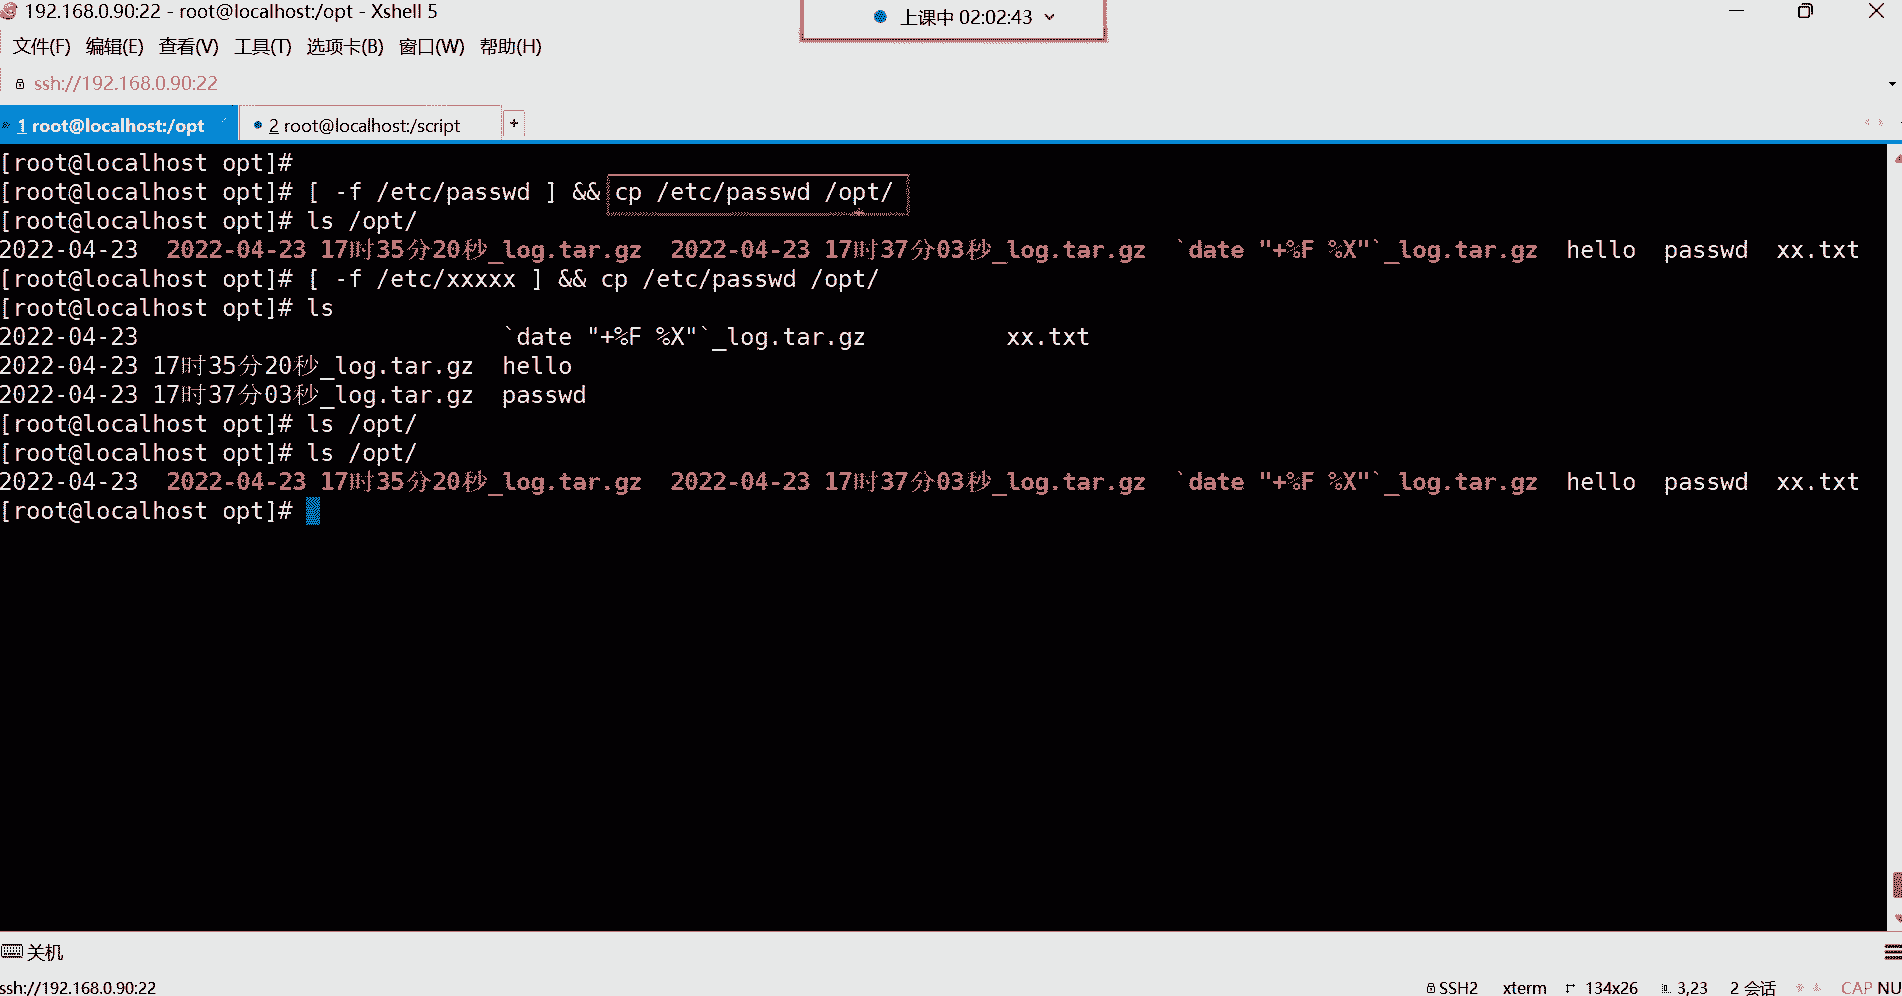 192.168.0.90:22 - root@localhost:/opt - Xshell 5
上课中 02:02:43
文件(F) 编辑(E) 查看(V) 工具(T) 选项卡(B) 窗口(W) 帮助(H)
ssh://192.168.0.90:22
1 root@localhost:/opt 2 root@localhost:/script +
[root@localhost opt]#
[root@localhost opt]# [ -f /etc/passwd ] && cp /etc/passwd /opt/
[root@localhost opt]# ls /opt/
2022-04-23  2022-04-23 17时35分20秒_log.tar.gz  2022-04-23 17时37分03秒_log.tar.gz  `date "+%F %X"`_log.tar.gz  hello  passwd  xx.txt
[root@localhost opt]# [ -f /etc/xxxxx ] && cp /etc/passwd /opt/
[root@localhost opt]# ls
2022-04-23                          `date "+%F %X"`_log.tar.gz          xx.txt
2022-04-23 17时35分20秒_log.tar.gz  hello
2022-04-23 17时37分03秒_log.tar.gz  passwd
[root@localhost opt]# ls /opt/
[root@localhost opt]# ls /opt/
2022-04-23  2022-04-23 17时35分20秒_log.tar.gz  2022-04-23 17时37分03秒_log.tar.gz  `date "+%F %X"`_log.tar.gz  hello  passwd  xx.txt
[root@localhost opt]#
关机
ssh://192.168.0.90:22 SSH2 xterm 134x26 3,23 2 会话 CAP NU